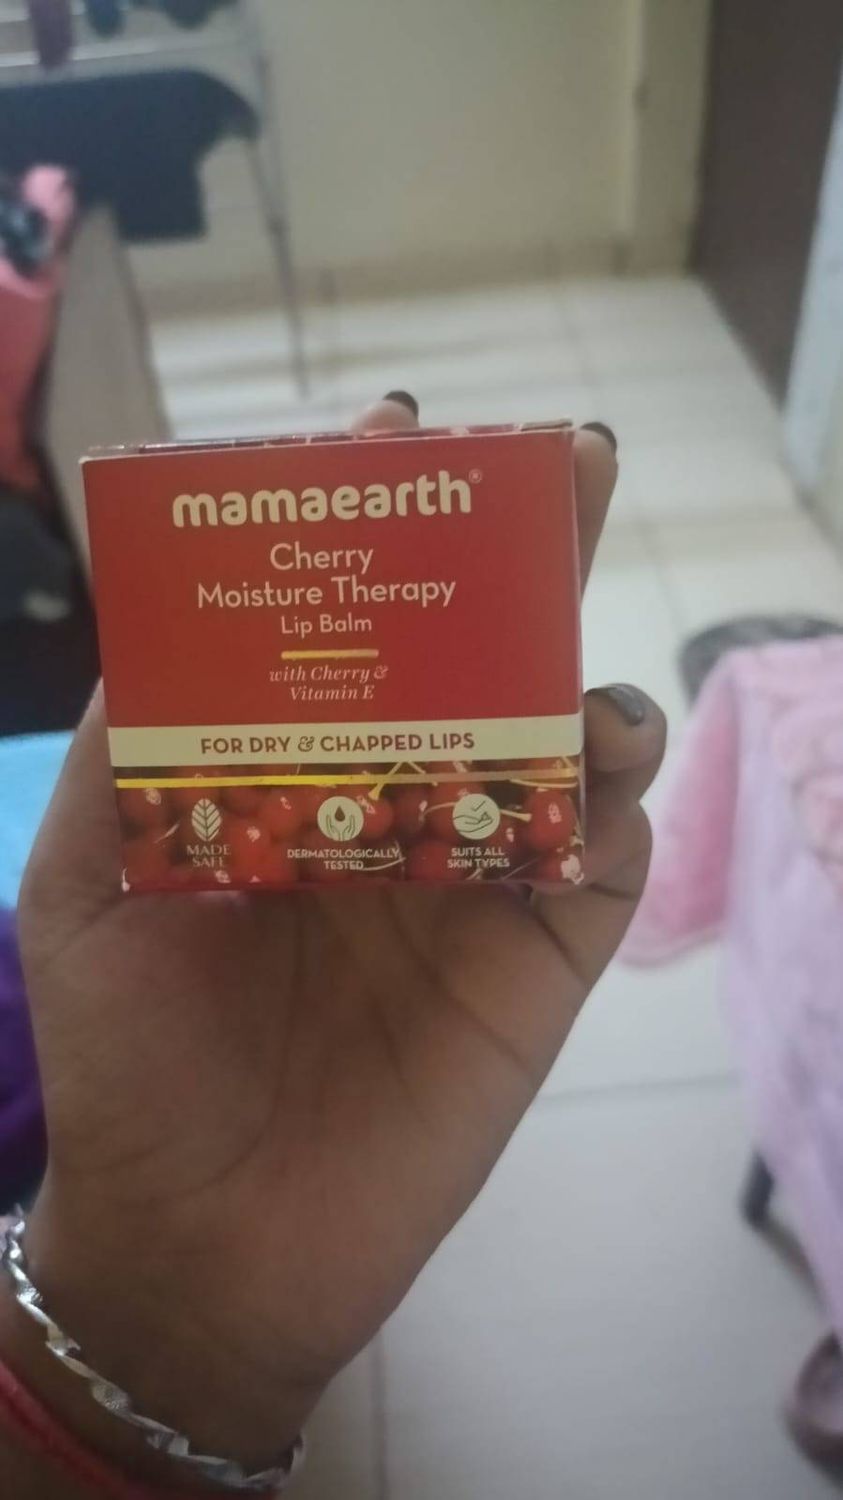 mamaearth®
Cherry
Moisture Therapy
Lip Balm
with Cherry &
Vitamin E
FOR DRY & CHAPPED LIPS
MADE
SAFE
DERMATOLOGICALLY
TESTED
SUITS ALL
SKIN TYPES